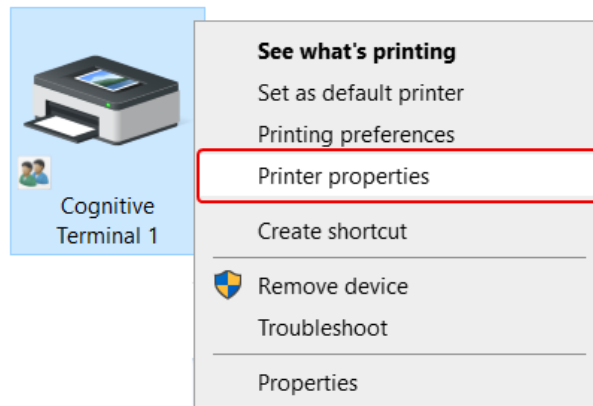 See what's printing
Set as default printer
Printing preferences
Printer properties
Cognitive
Terminal 1
Create shortcut
Remove device
Troubleshoot
Properties